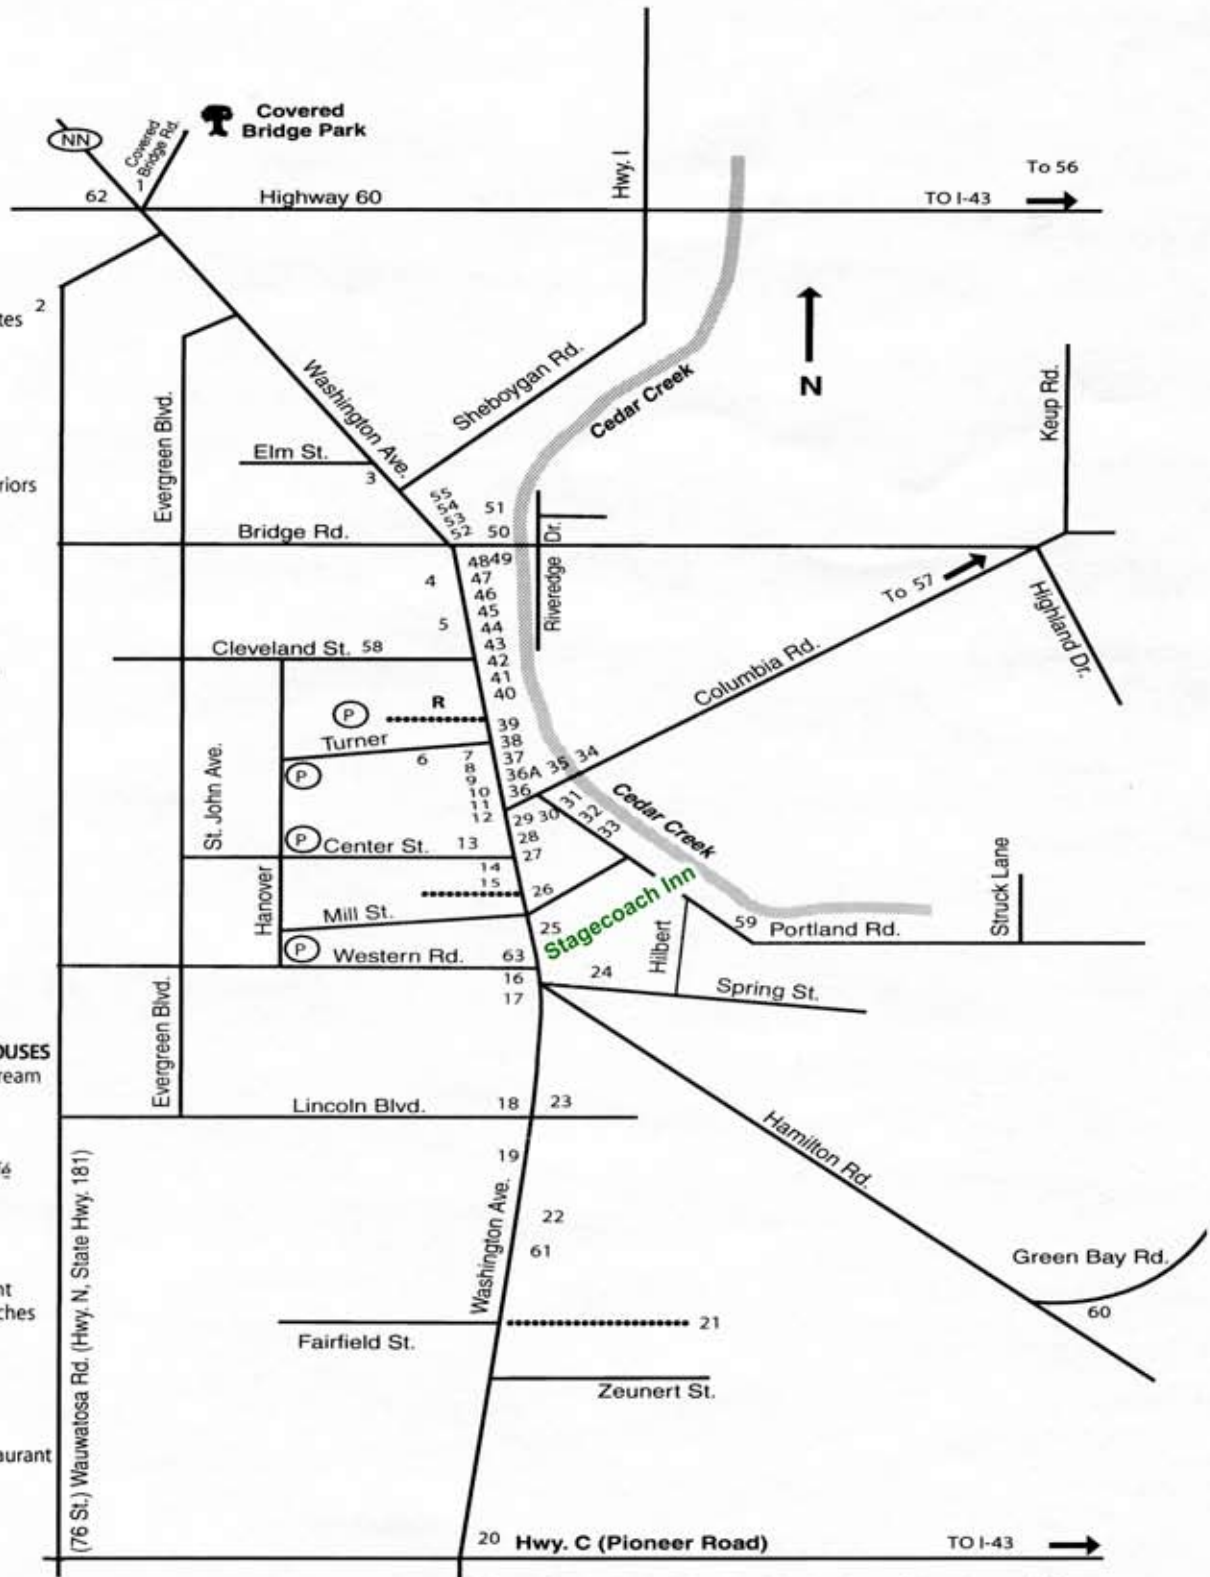 Covered
Bridge Park
NN
Covered
Bridge Rd.
1
62
Highway 60
Hwy. I
To 56
TO I-43
2
N
Washington Ave.
Sheboygan Rd.
Cedar Creek
Keup Rd.
Evergreen Blvd.
Elm St.
3
55
54
53
52
51
50
Bridge Rd.
Riveredge Dr.
48 49
4
47
46
45
5
44
43
Cleveland St. 58
42
41
40
To 57
Highland Dr.
Columbia Rd.
R
P
39
Turner
38
6
7
37
8
36A
35
34
P
9
10
36
11
12
31
32
33
29
30
Cedar Creek
St. John Ave.
P
Center St.
13
28
27
14
15
26
Hanover
Mill St.
25
Stagecoach Inn
59
Portland Rd.
Struck Lane
Hilbert
P
Western Rd.
63
16
24
17
Spring St.
Evergreen Blvd.
OUSES
ream
Lincoln Blvd.
18
23
Hamilton Rd.
19
Washington Ave.
22
61
(76 St.) Wauwatosa Rd. (Hwy. N, State Hwy. 181)
Green Bay Rd.
60
ches
Fairfield St.
21
Zeunert St.
aurant
20
Hwy. C (Pioneer Road)
TO I-43